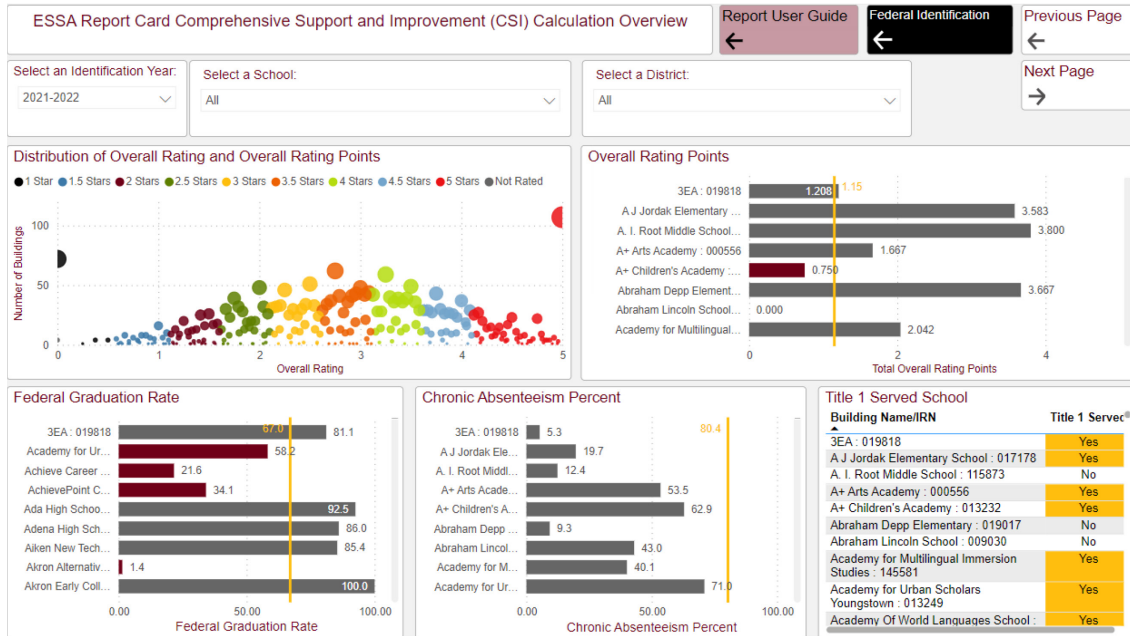 ESSA Report Card Comprehensive Support and Improvement (CSI) Calculation Overview
Report User Guide
Federal Identification
Previous Page
Select an Identification Year:
2021-2022
Select a School:
All
Select a District:
All
Next Page
Distribution of Overall Rating and Overall Rating Points
1 Star 1.5 Stars 2 Stars 2.5 Stars 3 Stars 3.5 Stars 4 Stars 4.5 Stars 5 Stars Not Rated
Number of Buildings
100
50
0
0 1 2 3 4 5
Overall Rating
Overall Rating Points
3EA : 019818 1.208 1.15
A J Jordak Elementary ... 3.583
A. I. Root Middle School... 3.800
A+ Arts Academy : 000556 1.667
A+ Children's Academy :... 0.750
Abraham Depp Element... 3.667
Abraham Lincoln School... 0.000
Academy for Multilingual... 2.042
0 2 4
Total Overall Rating Points
Federal Graduation Rate
67.0
3EA : 019818 81.1
Academy for Ur... 58.2
Achieve Career ... 21.6
AchievePoint C... 34.1
Ada High Schoo... 92.5
Adena High Sch... 86.0
Aiken New Tech... 85.4
Akron Alternativ... 1.4
Akron Early Coll... 100.0
0.00 50.00 100.00
Federal Graduation Rate
Chronic Absenteeism Percent
80.4
3EA : 019818 5.3
A J Jordak Ele... 19.7
A. I. Root Middl... 12.4
A+ Arts Acade... 53.5
A+ Children's A... 62.9
Abraham Depp ... 9.3
Abraham Lincol... 43.0
Academy for M... 40.1
Academy for Ur... 71.0
0.00 50.00 100.00
Chronic Absenteeism Percent
Title 1 Served School
Building Name/IRN Title 1 Served
3EA : 019818 Yes
A J Jordak Elementary School : 017178 Yes
A. I. Root Middle School : 115873 No
A+ Arts Academy : 000556 Yes
A+ Children's Academy : 013232 Yes
Abraham Depp Elementary : 019017 No
Abraham Lincoln School : 009030 No
Academy for Multilingual Immersion Yes
Studies : 145581
Academy for Urban Scholars Yes
Youngstown : 013249
Academy Of World Languages School : Yes